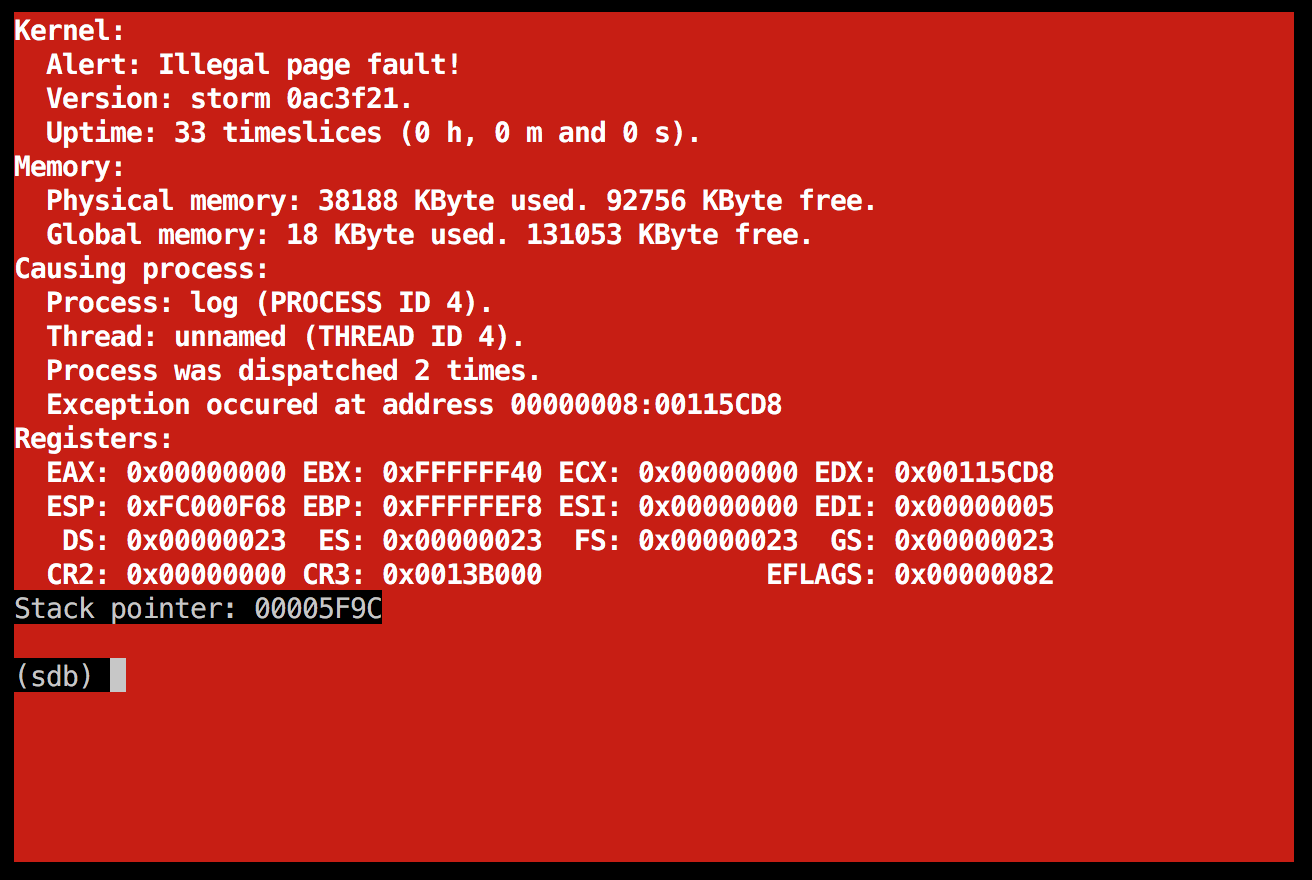 Kernel:
  Alert: Illegal page fault!
  Version: storm 0ac3f21.
  Uptime: 33 timeslices (0 h, 0 m and 0 s).
Memory:
  Physical memory: 38188 KByte used. 92756 KByte free.
  Global memory: 18 KByte used. 131053 KByte free.
Causing process:
  Process: log (PROCESS ID 4).
  Thread: unnamed (THREAD ID 4).
  Process was dispatched 2 times.
  Exception occured at address 00000008:00115CD8
Registers:
  EAX: 0x00000000 EBX: 0xFFFFFF40 ECX: 0x00000000 EDX: 0x00115CD8
  ESP: 0xFC000F68 EBP: 0xFFFFFEF8 ESI: 0x00000000 EDI: 0x00000005
   DS: 0x00000023  ES: 0x00000023  FS: 0x00000023  GS: 0x00000023
  CR2: 0x00000000 CR3: 0x0013B000              EFLAGS: 0x00000082
Stack pointer: 00005F9C
(sdb)